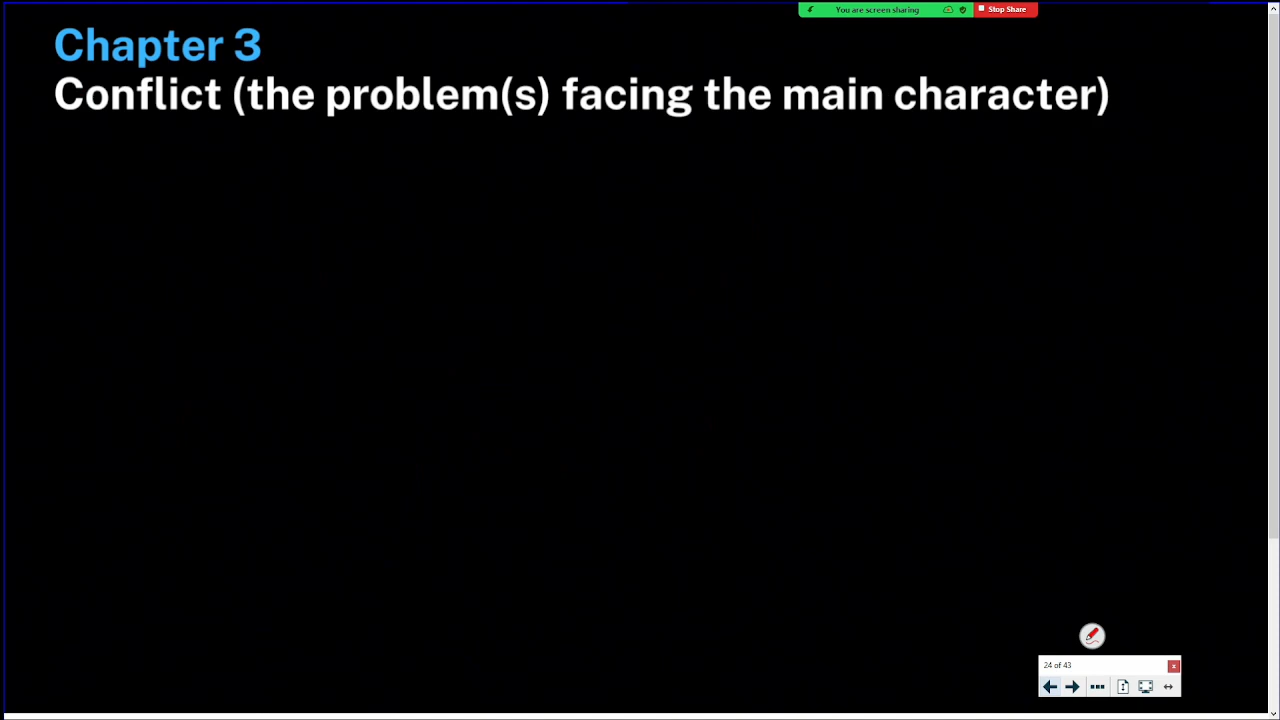 You are screen sharing
Stop Share
Chapter 3
Conflict (the problem(s) facing the main character)
24 of 43
x